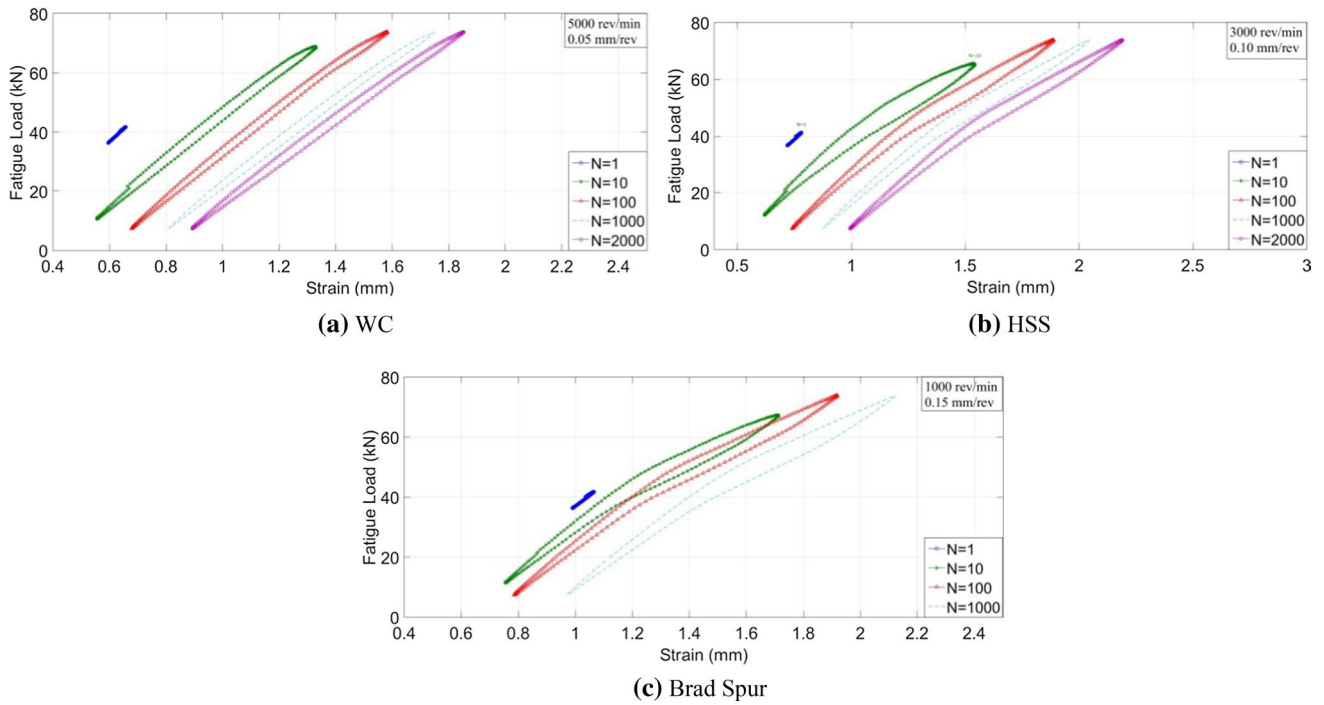 80
60
40
20
0
Fatigue Load (kN)
5000 rev/min
0.05 mm/rev
N=1
N=10
N=100
N=1000
N=2000
0.4 0.6 0.8 1 1.2 1.4 1.6 1.8 2 2.2 2.4
Strain (mm)
(a) WC
80
60
40
20
0
Fatigue Load (kN)
3000 rev/min
0.10 mm/rev
N=10
N=1
N=1
N=10
N=100
N=1000
N=2000
0.5 1 1.5 2 2.5 3
Strain (mm)
(b) HSS
80
60
40
20
0
Fatigue Load (kN)
1000 rev/min
0.15 mm/rev
N=1
N=10
N=100
N=1000
0.4 0.6 0.8 1 1.2 1.4 1.6 1.8 2 2.2 2.4
Strain (mm)
(c) Brad Spur